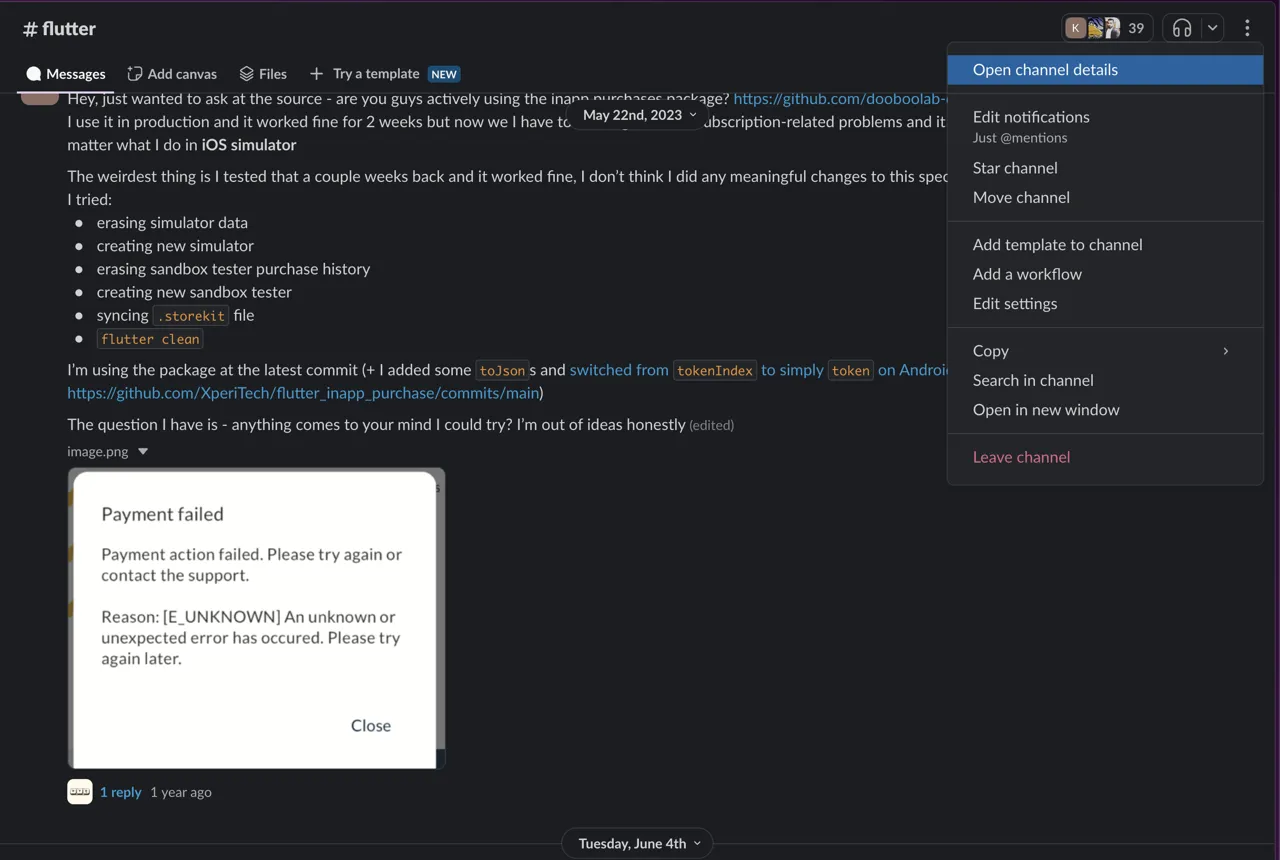 # flutter
K
39
Messages
Add canvas
Files
Try a template
NEW
Hey, just wanted to ask at the source - are you guys actively using the inapp purchases package? https://github.com/dooboolab-
May 22nd, 2023
I use it in production and it worked fine for 2 weeks but now we I have to ubscription-related problems and it
matter what I do in iOS simulator
The weirdest thing is I tested that a couple weeks back and it worked fine, I don't think I did any meaningful changes to this spec
I tried:
● erasing simulator data
● creating new simulator
● erasing sandbox tester purchase history
● creating new sandbox tester
● syncing .storekit file
● flutter clean
I'm using the package at the latest commit (+ I added some toJson s and switched from tokenIndex to simply token on Androi
https://github.com/XperiTech/flutter_inapp_purchase/commits/main)
The question I have is - anything comes to your mind I could try? I'm out of ideas honestly (edited)
image.png
Payment failed
Payment action failed. Please try again or
contact the support.
Reason: [E_UNKNOWN] An unknown or
unexpected error has occured. Please try
again later.
Close
1 reply 1 year ago
Tuesday, June 4th
Open channel details
Edit notifications
Just @mentions
Star channel
Move channel
Add template to channel
Add a workflow
Edit settings
Copy
Search in channel
Open in new window
Leave channel